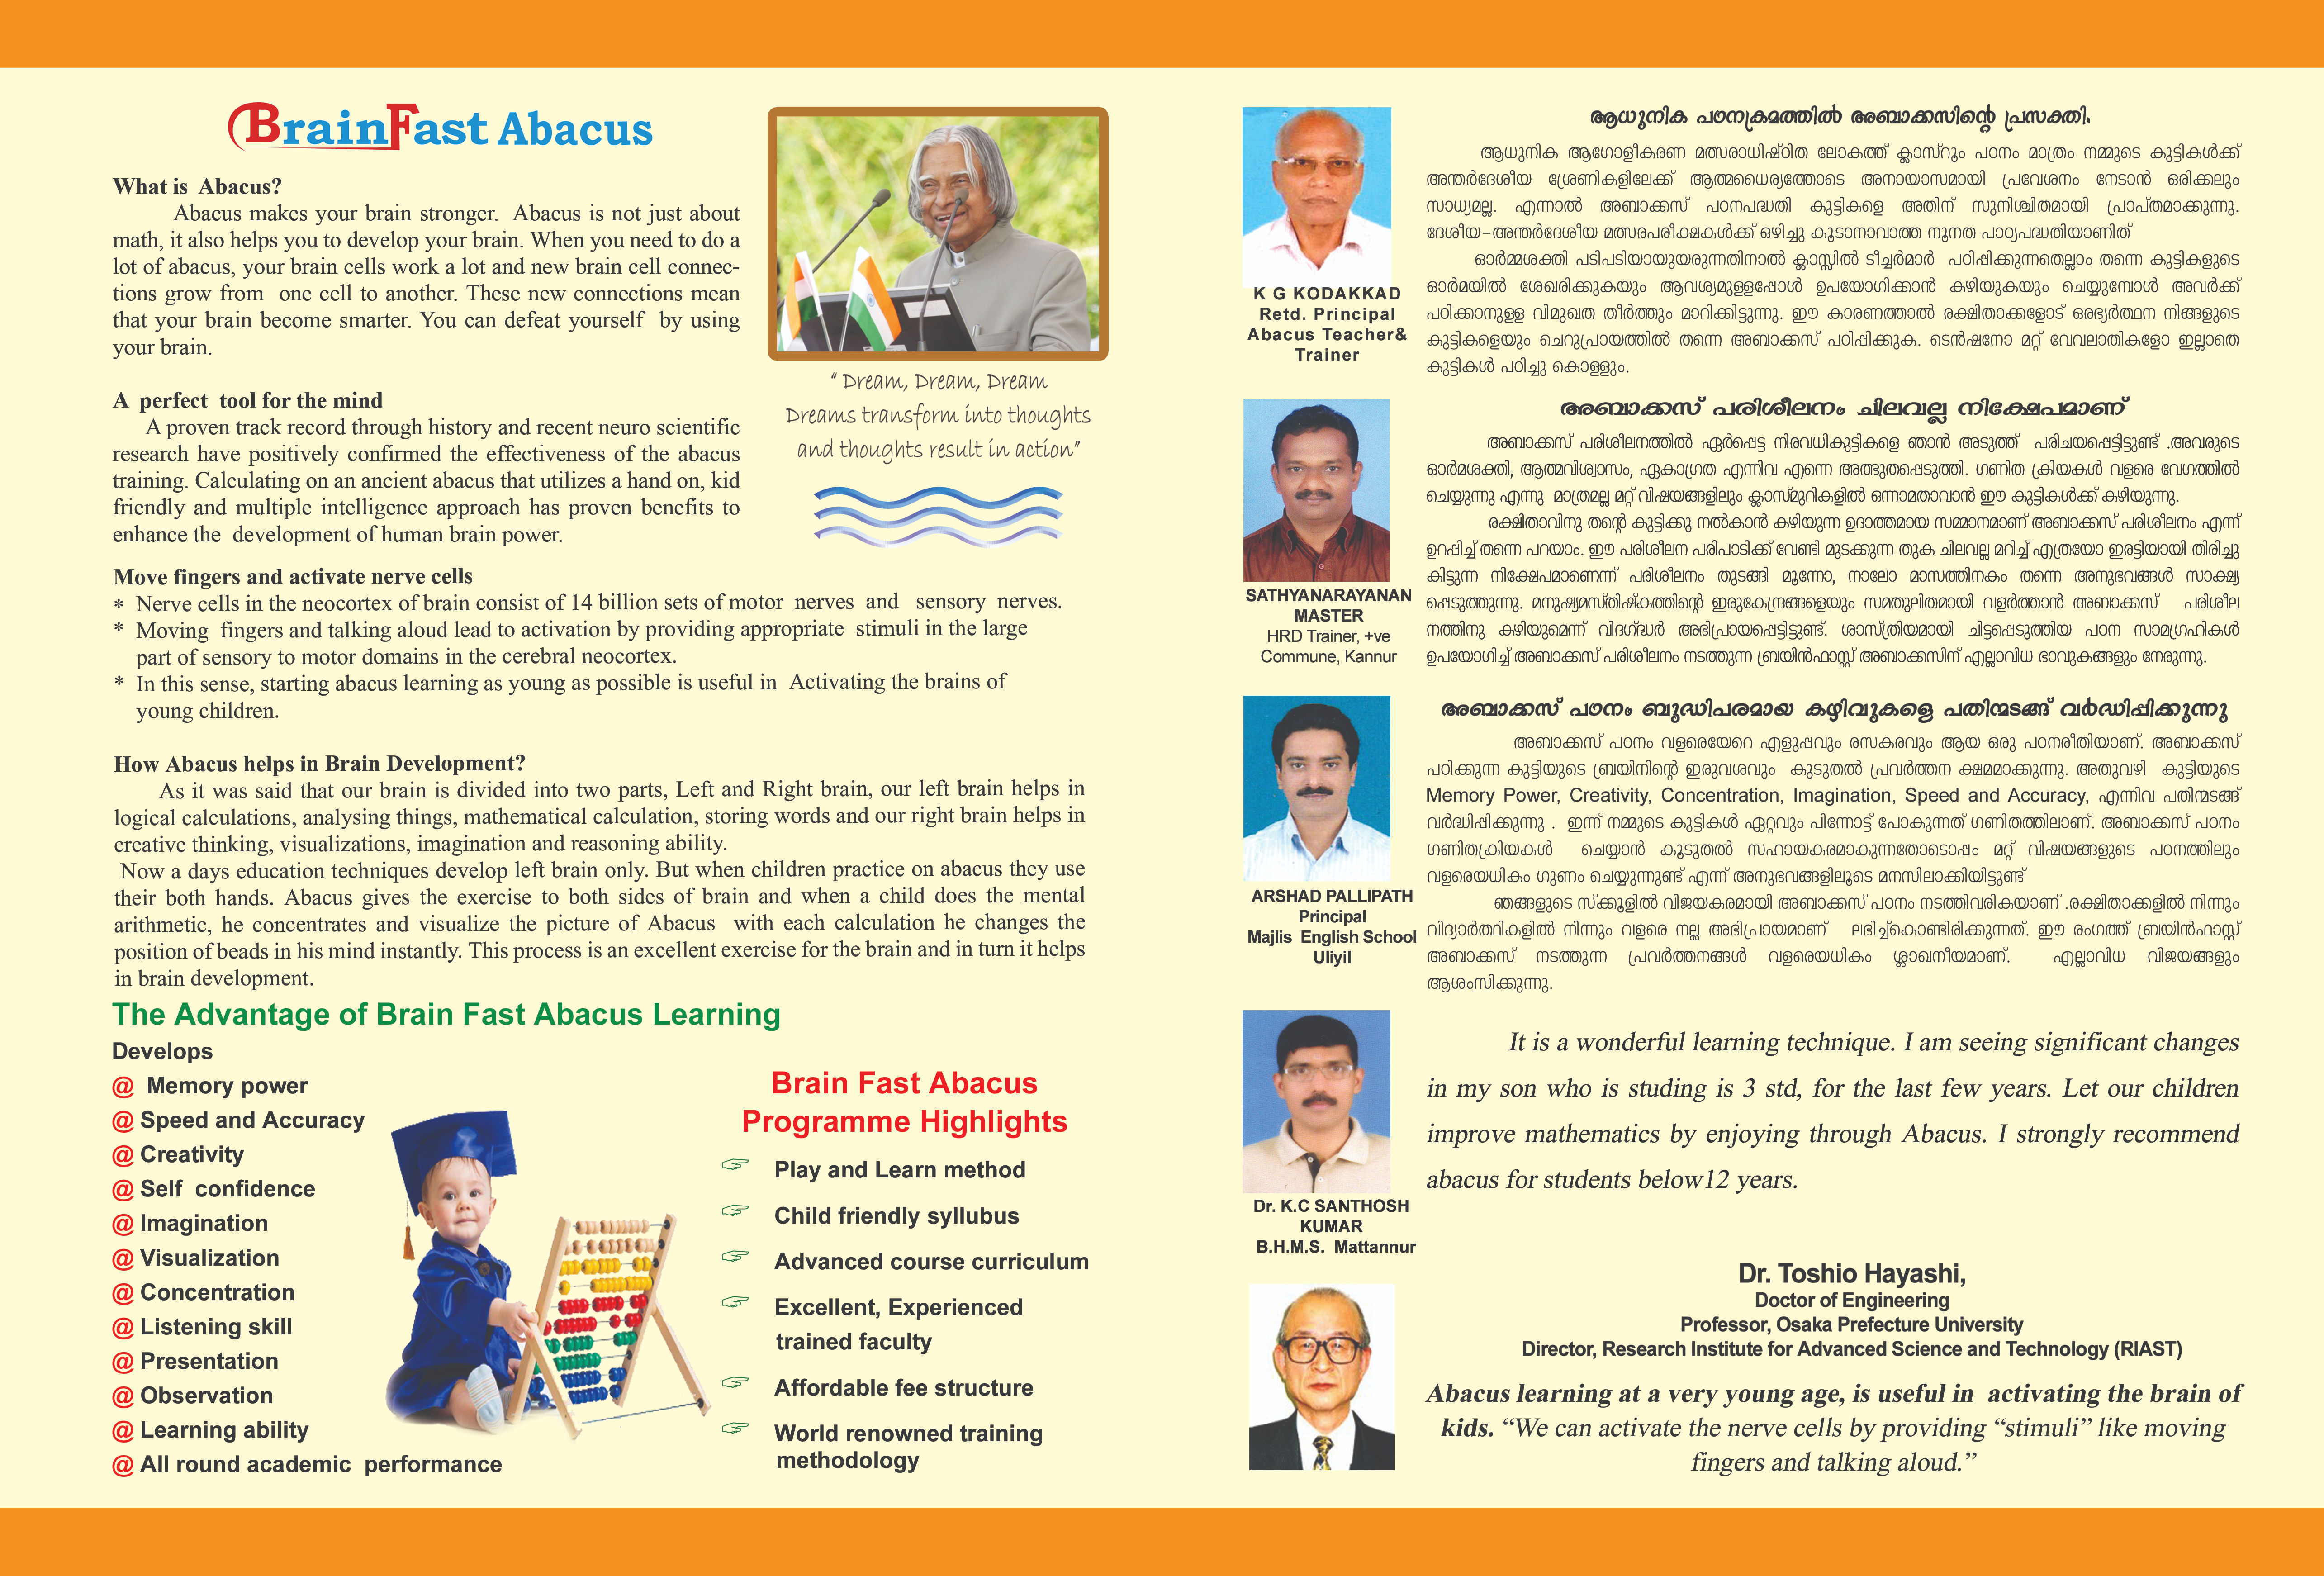 BrainFast Abacus
What is Abacus?
Abacus makes your brain stronger. Abacus is not just about
math, it also helps you to develop your brain. When you need to do a
lot of abacus, your brain cells work a lot and new brain cell connec-
tions grow from one cell to another. These new connections mean
that your brain become smarter. You can defeat yourself by using
your brain.
A perfect tool for the mind
A proven track record through history and recent neuro scientific
research have positively confirmed the effectiveness of the abacus
training. Calculating on an ancient abacus that utilizes a hand on, kid
friendly and multiple intelligence approach has proven benefits to
enhance the development of human brain power.
“ Dream, Dream, Dream
Dreams transform into thoughts
and thoughts result in action”
Move fingers and activate nerve cells
* Nerve cells in the neocortex of brain consist of 14 billion sets of motor nerves and sensory nerves.
* Moving fingers and talking aloud lead to activation by providing appropriate stimuli in the large
part of sensory to motor domains in the cerebral neocortex.
* In this sense, starting abacus learning as young as possible is useful in Activating the brains of
young children.
How Abacus helps in Brain Development?
As it was said that our brain is divided into two parts, Left and Right brain, our left brain helps in
logical calculations, analysing things, mathematical calculation, storing words and our right brain helps in
creative thinking, visualizations, imagination and reasoning ability.
Now a days education techniques develop left brain only. But when children practice on abacus they use
their both hands. Abacus gives the exercise to both sides of brain and when a child does the mental
arithmetic, he concentrates and visualize the picture of Abacus with each calculation he changes the
position of beads in his mind instantly. This process is an excellent exercise for the brain and in turn it helps
in brain development.
The Advantage of Brain Fast Abacus Learning
Develops
@ Memory power
@ Speed and Accuracy
@ Creativity
@ Self confidence
@ Imagination
@ Visualization
@ Concentration
@ Listening skill
@ Presentation
@ Observation
@ Learning ability
@ All round academic performance
Brain Fast Abacus
Programme Highlights
Play and Learn method
Child friendly syllubus
Advanced course curriculum
Excellent, Experienced
trained faculty
Affordable fee structure
World renowned training
methodology
K G KODAKKAD
Retd. Principal
Abacus Teacher&
Trainer
ആധുനിക പഠനക്രമത്തിൽ അബാക്കസിന്റെ പ്രസക്തി.
ആധുനിക ആഗോളീകരണ മത്സരാധിഷ്ഠിത ലോകത്ത് ക്ലാസ്റൂം പഠനം മാത്രം നമ്മുടെ കുട്ടികൾക്ക്
അന്തർദേശീയ ശ്രേണികളിലേക്ക് ആത്മധൈര്യത്തോടെ അനായാസമായി പ്രവേശനം നേടാൻ ഒരിക്കലും
സാധ്യമല്ല. എന്നാൽ അബാക്കസ് പഠനപദ്ധതി കുട്ടികളെ അതിന് സുനിശ്ചിതമായി പ്രാപ്തമാക്കുന്നു.
ദേശീയ-അന്തർദേശീയ മത്സരപരീക്ഷകൾക്ക് ഒഴിച്ചു കൂടാനാവാത്ത നൂനത പാഠ്യപദ്ധതിയാണിത്
ഓർമ്മശക്തി പടിപടിയായുയരുന്നതിനാൽ ക്ലാസ്സിൽ ടീച്ചർമാർ പഠിപ്പിക്കുന്നതെല്ലാം തന്നെ കുട്ടികളുടെ
ഓർമയിൽ ശേഖരിക്കുകയും ആവശ്യമുള്ളപ്പോൾ ഉപയോഗിക്കാൻ കഴിയുകയും ചെയ്യുമ്പോൾ അവർക്ക്
പഠിക്കാനുള്ള വിമുഖത തീർത്തും മാറിക്കിട്ടുന്നു. ഈ കാരണത്താൽ രക്ഷിതാക്കളോട് ഒരഭ്യർത്ഥന നിങ്ങളുടെ
കുട്ടികളെയും ചെറുപ്രായത്തിൽ തന്നെ അബാക്കസ് പഠിപ്പിക്കുക. ടെൻഷനോ മറ്റ് വേവലാതികളോ ഇല്ലാതെ
കുട്ടികൾ പഠിച്ചു കൊള്ളും.
SATHYANARAYANAN
MASTER
HRD Trainer, +ve
Commune, Kannur
അബാക്കസ് പരിശീലനം ചിലവല്ല നിക്ഷേപമാണ്
അബാക്കസ് പരിശീലനത്തിൽ ഏർപ്പെട്ട നിരവധികുട്ടികളെ ഞാൻ അടുത്ത് പരിചയപ്പെട്ടിട്ടുണ്ട് .അവരുടെ
ഓർമശക്തി, ആത്മവിശ്വാസം, ഏകാഗ്രത എന്നിവ എന്നെ അത്ഭുതപ്പെടുത്തി. ഗണിത ക്രിയകൾ വളരെ വേഗത്തിൽ
ചെയ്യുന്നു എന്നു മാത്രമല്ല മറ്റ് വിഷയങ്ങളിലും ക്ലാസ്മുറികളിൽ ഒന്നാമതാവാൻ ഈ കുട്ടികൾക്ക് കഴിയുന്നു.
രക്ഷിതാവിനു തന്റെ കുട്ടിക്കു നൽകാൻ കഴിയുന്ന ഉദാത്തമായ സമ്മാനമാണ് അബാക്കസ് പരിശീലനം എന്ന്
ഉറപ്പിച്ച് തന്നെ പറയാം. ഈ പരിശീലന പരിപാടിക്ക് വേണ്ടി മുടക്കുന്ന തുക ചിലവല്ല മറിച്ച് എത്രയോ ഇരട്ടിയായി തിരിച്ചു
കിട്ടുന്ന നിക്ഷേപമാണെന്ന് പരിശീലനം തുടങ്ങി മൂന്നോ, നാലോ മാസത്തിനകം തന്നെ അനുഭവങ്ങൾ സാക്ഷ്യ
പ്പെടുത്തുന്നു. മനുഷ്യമസ്തിഷ്കത്തിന്റെ ഇരുകേന്ദ്രങ്ങളെയും സമതുലിതമായി വളർത്താൻ അബാക്കസ് പരിശീല
നത്തിനു കഴിയുമെന്ന് വിദഗ്ദ്ധർ അഭിപ്രായപ്പെട്ടിട്ടുണ്ട്. ശാസ്ത്രിയമായി ചിട്ടപ്പെടുത്തിയ പഠന സാമഗ്രഹികൾ
ഉപയോഗിച്ച് അബാക്കസ് പരിശീലനം നടത്തുന്ന ബ്രയിൻഫാസ്റ്റ് അബാക്കസിന് എല്ലാവിധ ഭാവുകങ്ങളും നേരുന്നു.
ARSHAD PALLIPATH
Principal
Majlis English School
Uliyil
അബാക്കസ് പഠനം ബുദ്ധിപരമായ കഴിവുകളെ പതിന്മടങ്ങ് വർദ്ധിപ്പിക്കുന്നു
അബാക്കസ് പഠനം വളരെയേറെ എളുപ്പവും രസകരവും ആയ ഒരു പഠനരീതിയാണ്. അബാക്കസ്
പഠിക്കുന്ന കുട്ടിയുടെ ബ്രയിനിന്റെ ഇരുവശവും കുടുതൽ പ്രവർത്തന ക്ഷമമാക്കുന്നു. അതുവഴി കുട്ടിയുടെ
Memory Power, Creativity, Concentration, Imagination, Speed and Accuracy, എന്നിവ പതിന്മടങ്ങ്
വർദ്ധിപ്പിക്കുന്നു . ഇന്ന് നമ്മുടെ കുട്ടികൾ ഏറ്റവും പിന്നോട്ട് പോകുന്നത് ഗണിതത്തിലാണ്. അബാക്കസ് പഠനം
ഗണിതക്രിയകൾ ചെയ്യാൻ കൂടുതൽ സഹായകരമാകുന്നതോടൊപ്പം മറ്റ് വിഷയങ്ങളുടെ പഠനത്തിലും
വളരെയധികം ഗുണം ചെയ്യുന്നുണ്ട് എന്ന് അനുഭവങ്ങളിലൂടെ മനസിലാക്കിയിട്ടുണ്ട്
ഞങ്ങളുടെ സ്ക്കൂളിൽ വിജയകരമായി അബാക്കസ് പഠനം നടത്തിവരികയാണ് .രക്ഷിതാക്കളിൽ നിന്നും
വിദ്യാർത്ഥികളിൽ നിന്നും വളരെ നല്ല അഭിപ്രായമാണ് ലഭിച്ച്കൊണ്ടിരിക്കുന്നത്. ഈ രംഗത്ത് ബ്രയിൻഫാസ്റ്റ്
അബാക്കസ് നടത്തുന്ന പ്രവർത്തനങ്ങൾ വളരെയധികം ശ്ലാഖനീയമാണ്. എല്ലാവിധ വിജയങ്ങളും
ആശംസിക്കുന്നു.
Dr. K.C SANTHOSH
KUMAR
B.H.M.S. Mattannur
It is a wonderful learning technique. I am seeing significant changes
in my son who is studing is 3 std, for the last few years. Let our children
improve mathematics by enjoying through Abacus. I strongly recommend
abacus for students below12 years.
Dr. Toshio Hayashi,
Doctor of Engineering
Professor, Osaka Prefecture University
Director, Research Institute for Advanced Science and Technology (RIAST)
Abacus learning at a very young age, is useful in activating the brain of
kids. “We can activate the nerve cells by providing “stimuli” like moving
fingers and talking aloud.”